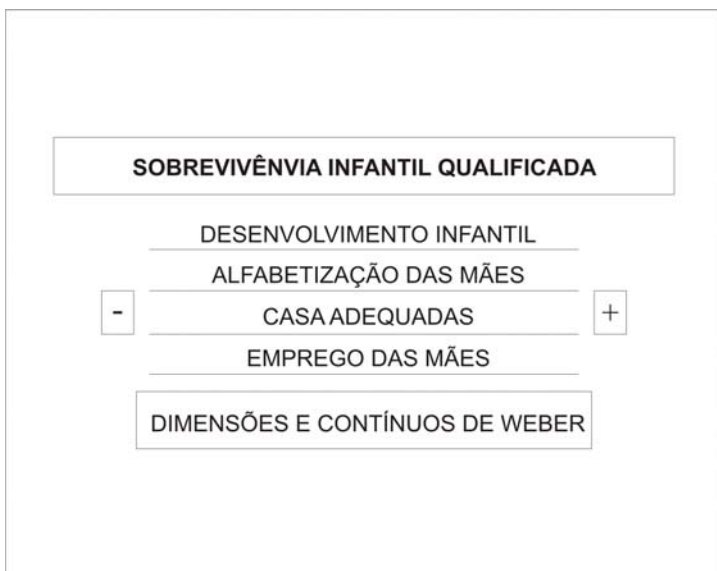 SOBREVIVÊNVIA INFANTIL QUALIFICADA
DESENVOLVIMENTO INFANTIL
ALFABETIZAÇÃO DAS MÃES
- CASA ADEQUADAS +
EMPREGO DAS MÃES
DIMENSÕES E CONTÍNUOS DE WEBER